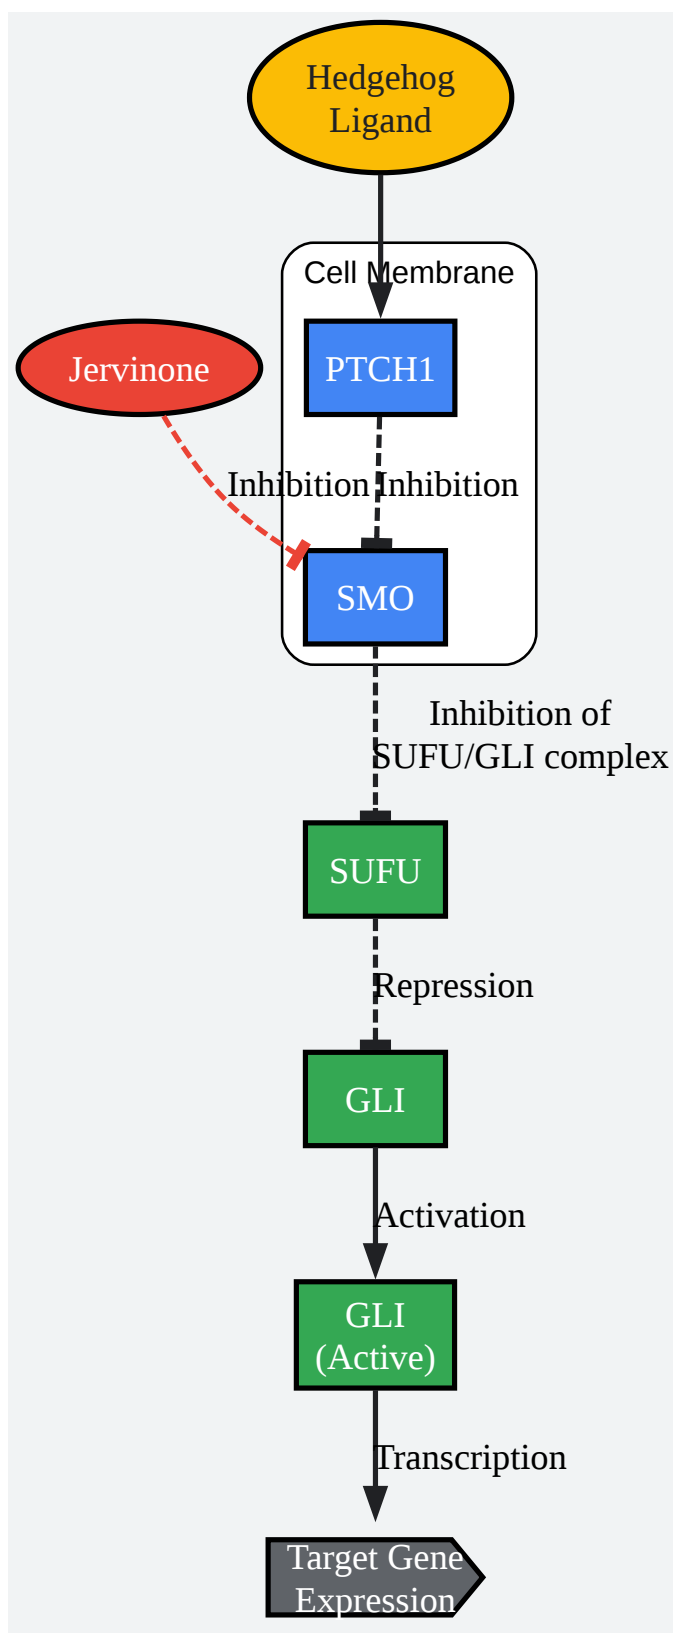 Hedgehog
Ligand
Cell Membrane
Jervinone
PTCH1
Inhibition
Inhibition
SMO
Inhibition of
SUFU/GLI complex
SUFU
Repression
GLI
Activation
GLI
(Active)
Transcription
Target Gene
Expression